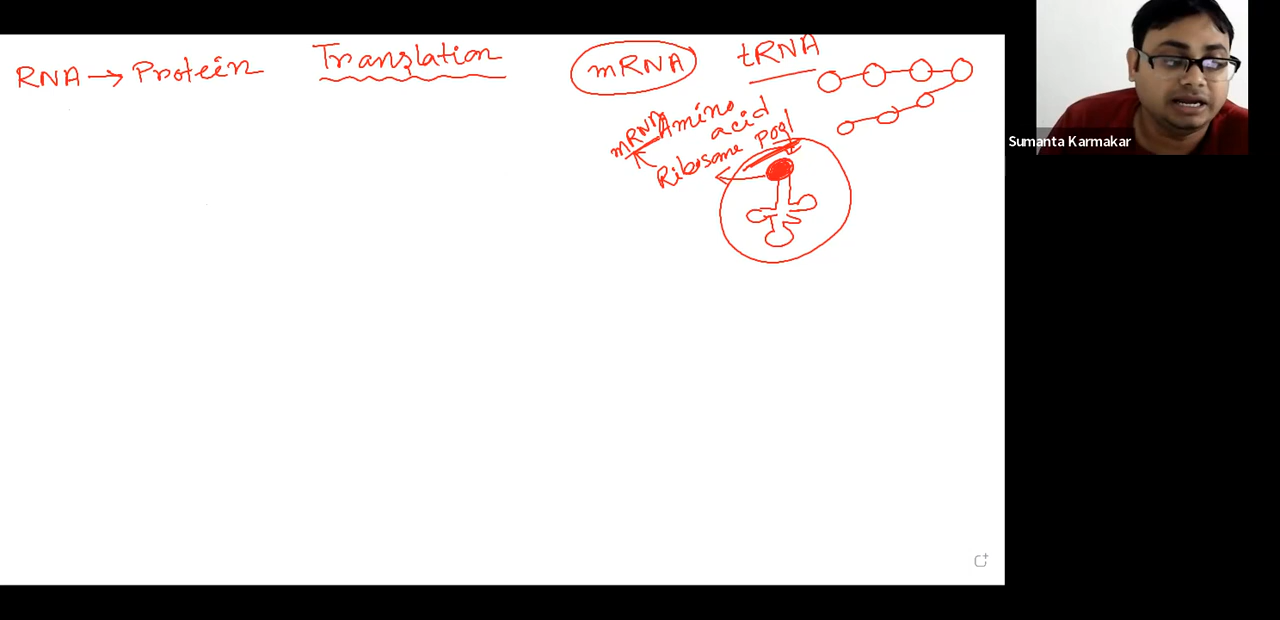 RNA → Protein
Translation
mRNA
tRNA
mRNA
Amino
acid
Pool
Ribosome
Sumanta Karmakar